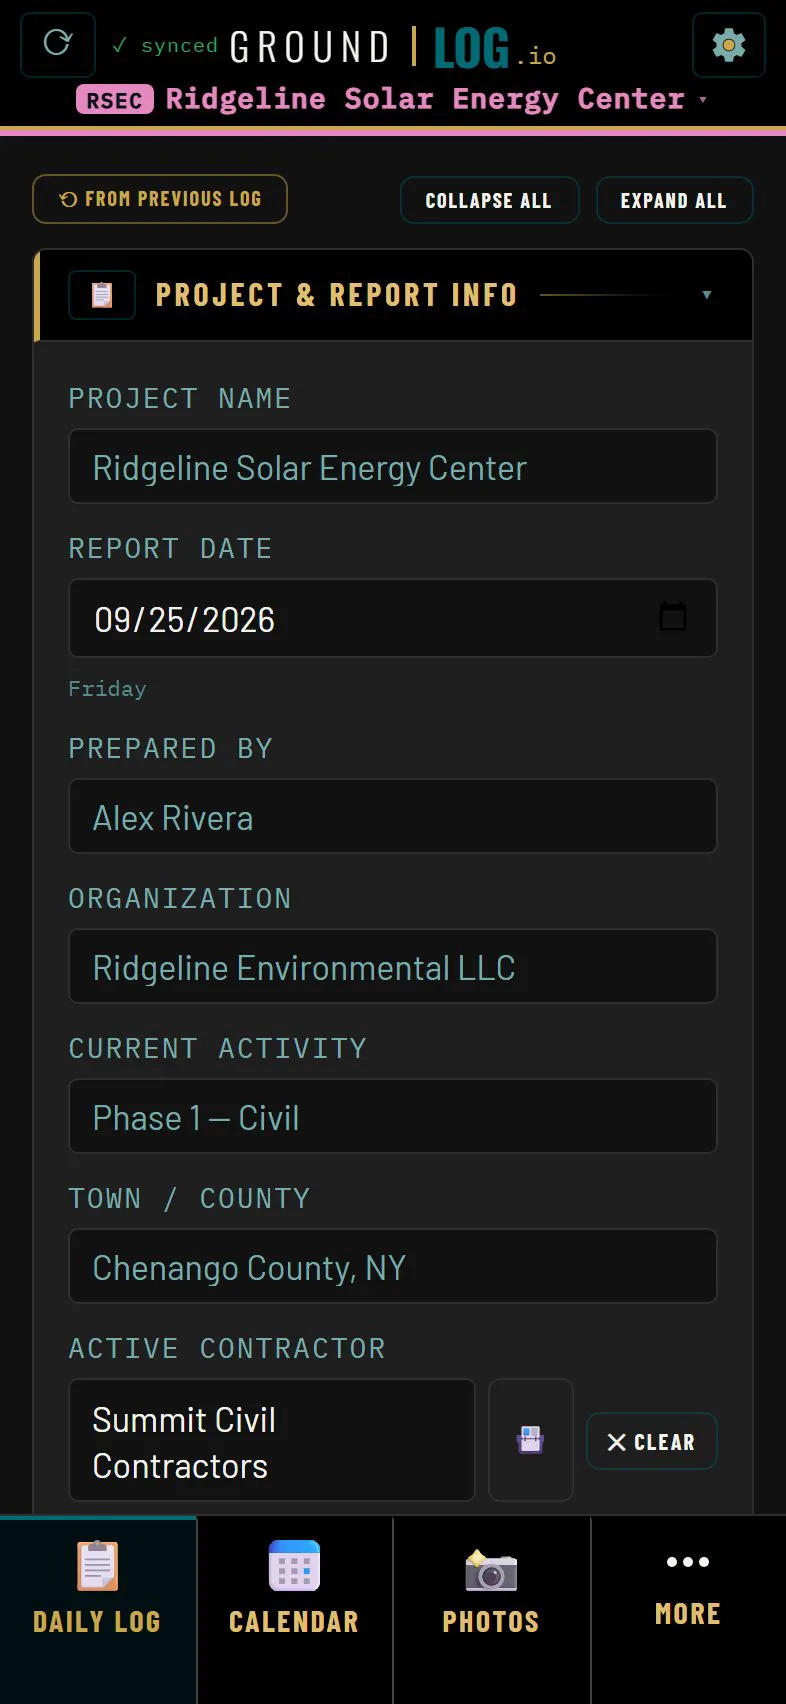 ✓ synced GROUND | LOG.io
RSEC Ridgeline Solar Energy Center ▾
FROM PREVIOUS LOG
COLLAPSE ALL
EXPAND ALL
PROJECT & REPORT INFO
PROJECT NAME
Ridgeline Solar Energy Center
REPORT DATE
09/25/2026
Friday
PREPARED BY
Alex Rivera
ORGANIZATION
Ridgeline Environmental LLC
CURRENT ACTIVITY
Phase 1 — Civil
TOWN / COUNTY
Chenango County, NY
ACTIVE CONTRACTOR
Summit Civil
Contractors
✕ CLEAR
DAILY LOG
CALENDAR
PHOTOS
MORE